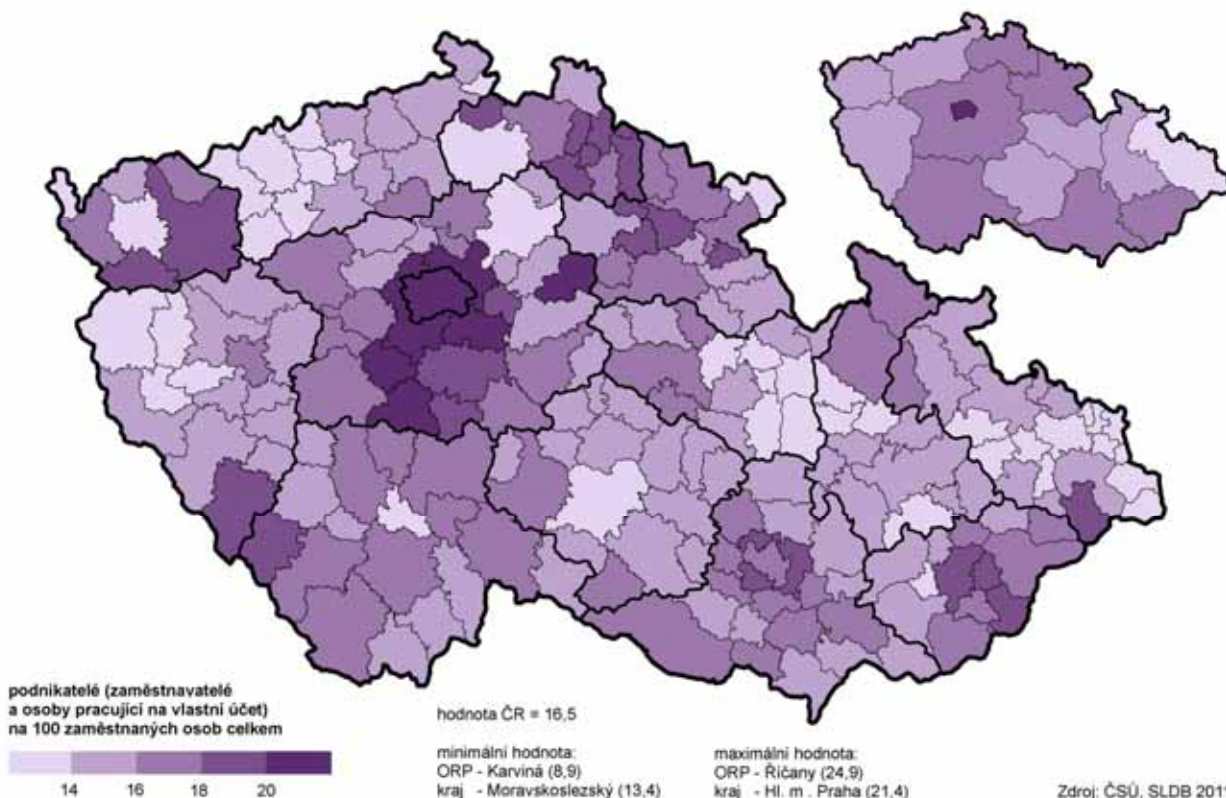 podnikatelé (zaměstnavatelé
a osoby pracující na vlastní účet)
na 100 zaměstnaných osob celkem
14 16 18 20
hodnota ČR = 16,5
minimální hodnota:
ORP - Karviná (8,9)
kraj - Moravskoslezský (13,4)
maximální hodnota:
ORP - Říčany (24,9)
kraj - Hl. m . Praha (21,4)
Zdroj: ČSÚ, SLDB